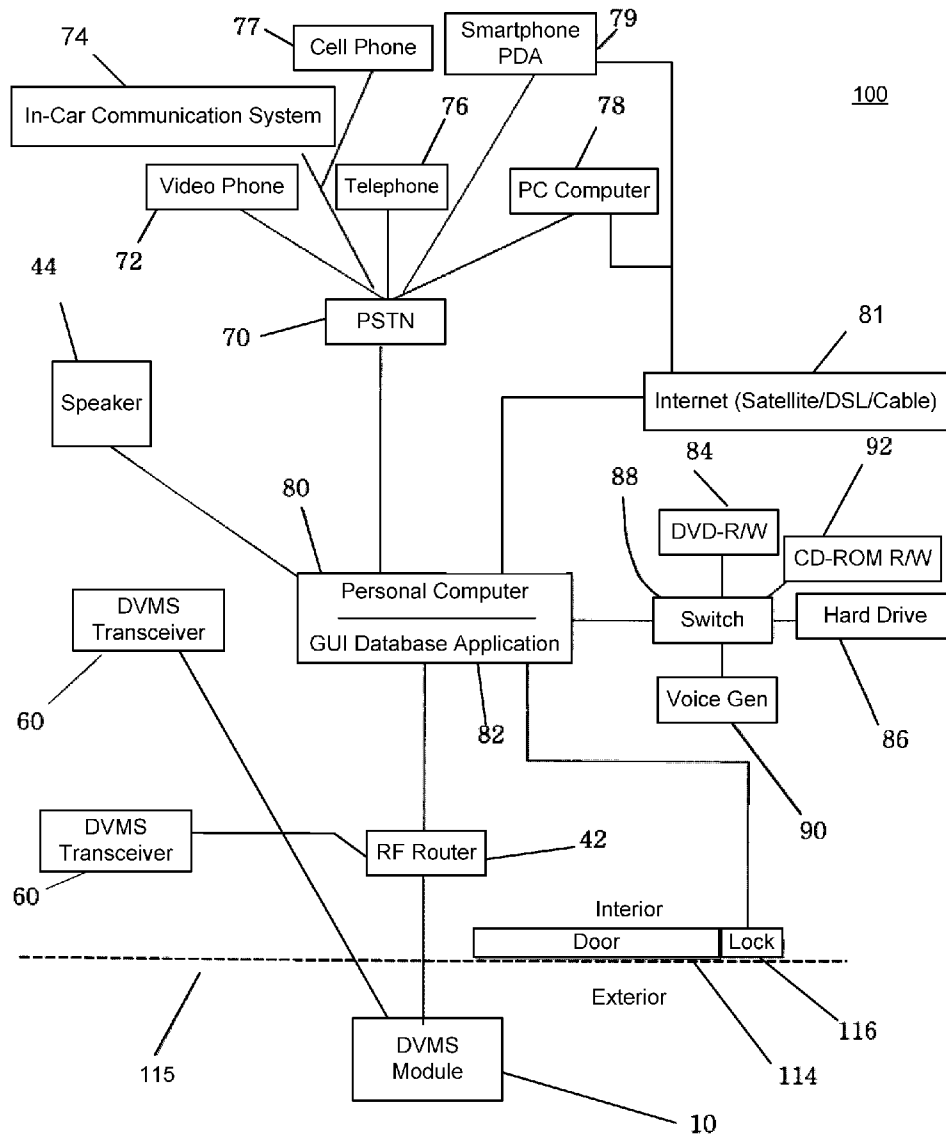 77
Cell Phone
Smartphone
PDA
79
74
In-Car Communication System
100
76
78
Video Phone
Telephone
PC Computer
72
44
PSTN
70
81
Speaker
Internet (Satellite/DSL/Cable)
84
92
80
88
DVD-R/W
CD-ROM R/W
Personal Computer
GUI Database Application
Switch
Hard Drive
DVMS
Transceiver
60
82
Voice Gen
86
90
DVMS
Transceiver
60
RF Router
42
Interior
Door
Lock
Exterior
116
115
DVMS
Module
114
10